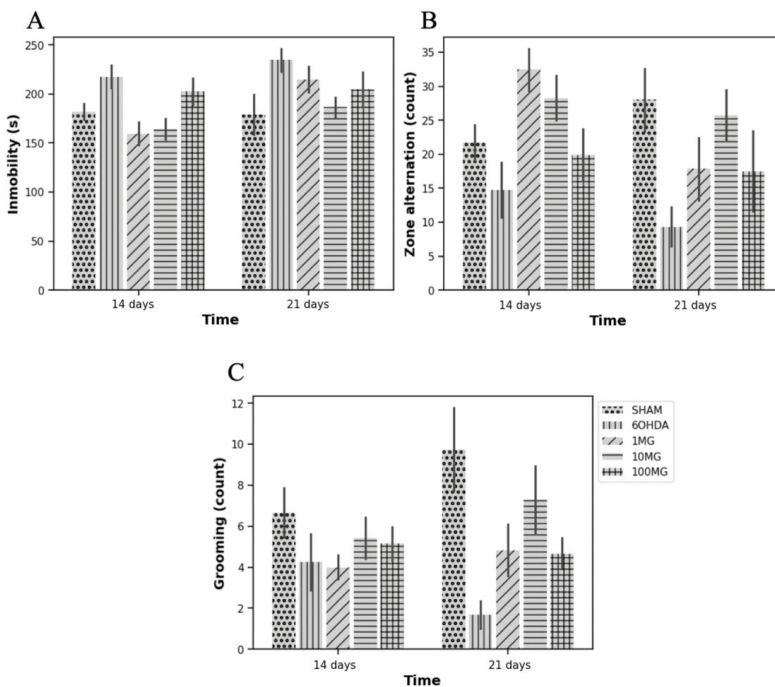 A
250
200
150
100
50
0
Inmobility (s)
14 days
21 days
Time
B
35
30
25
20
15
10
5
0
Zone alternation (count)
14 days
21 days
Time
C
12
10
8
6
4
2
0
Grooming (count)
14 days
21 days
Time
SHAM
6OHDA
1MG
10MG
100MG